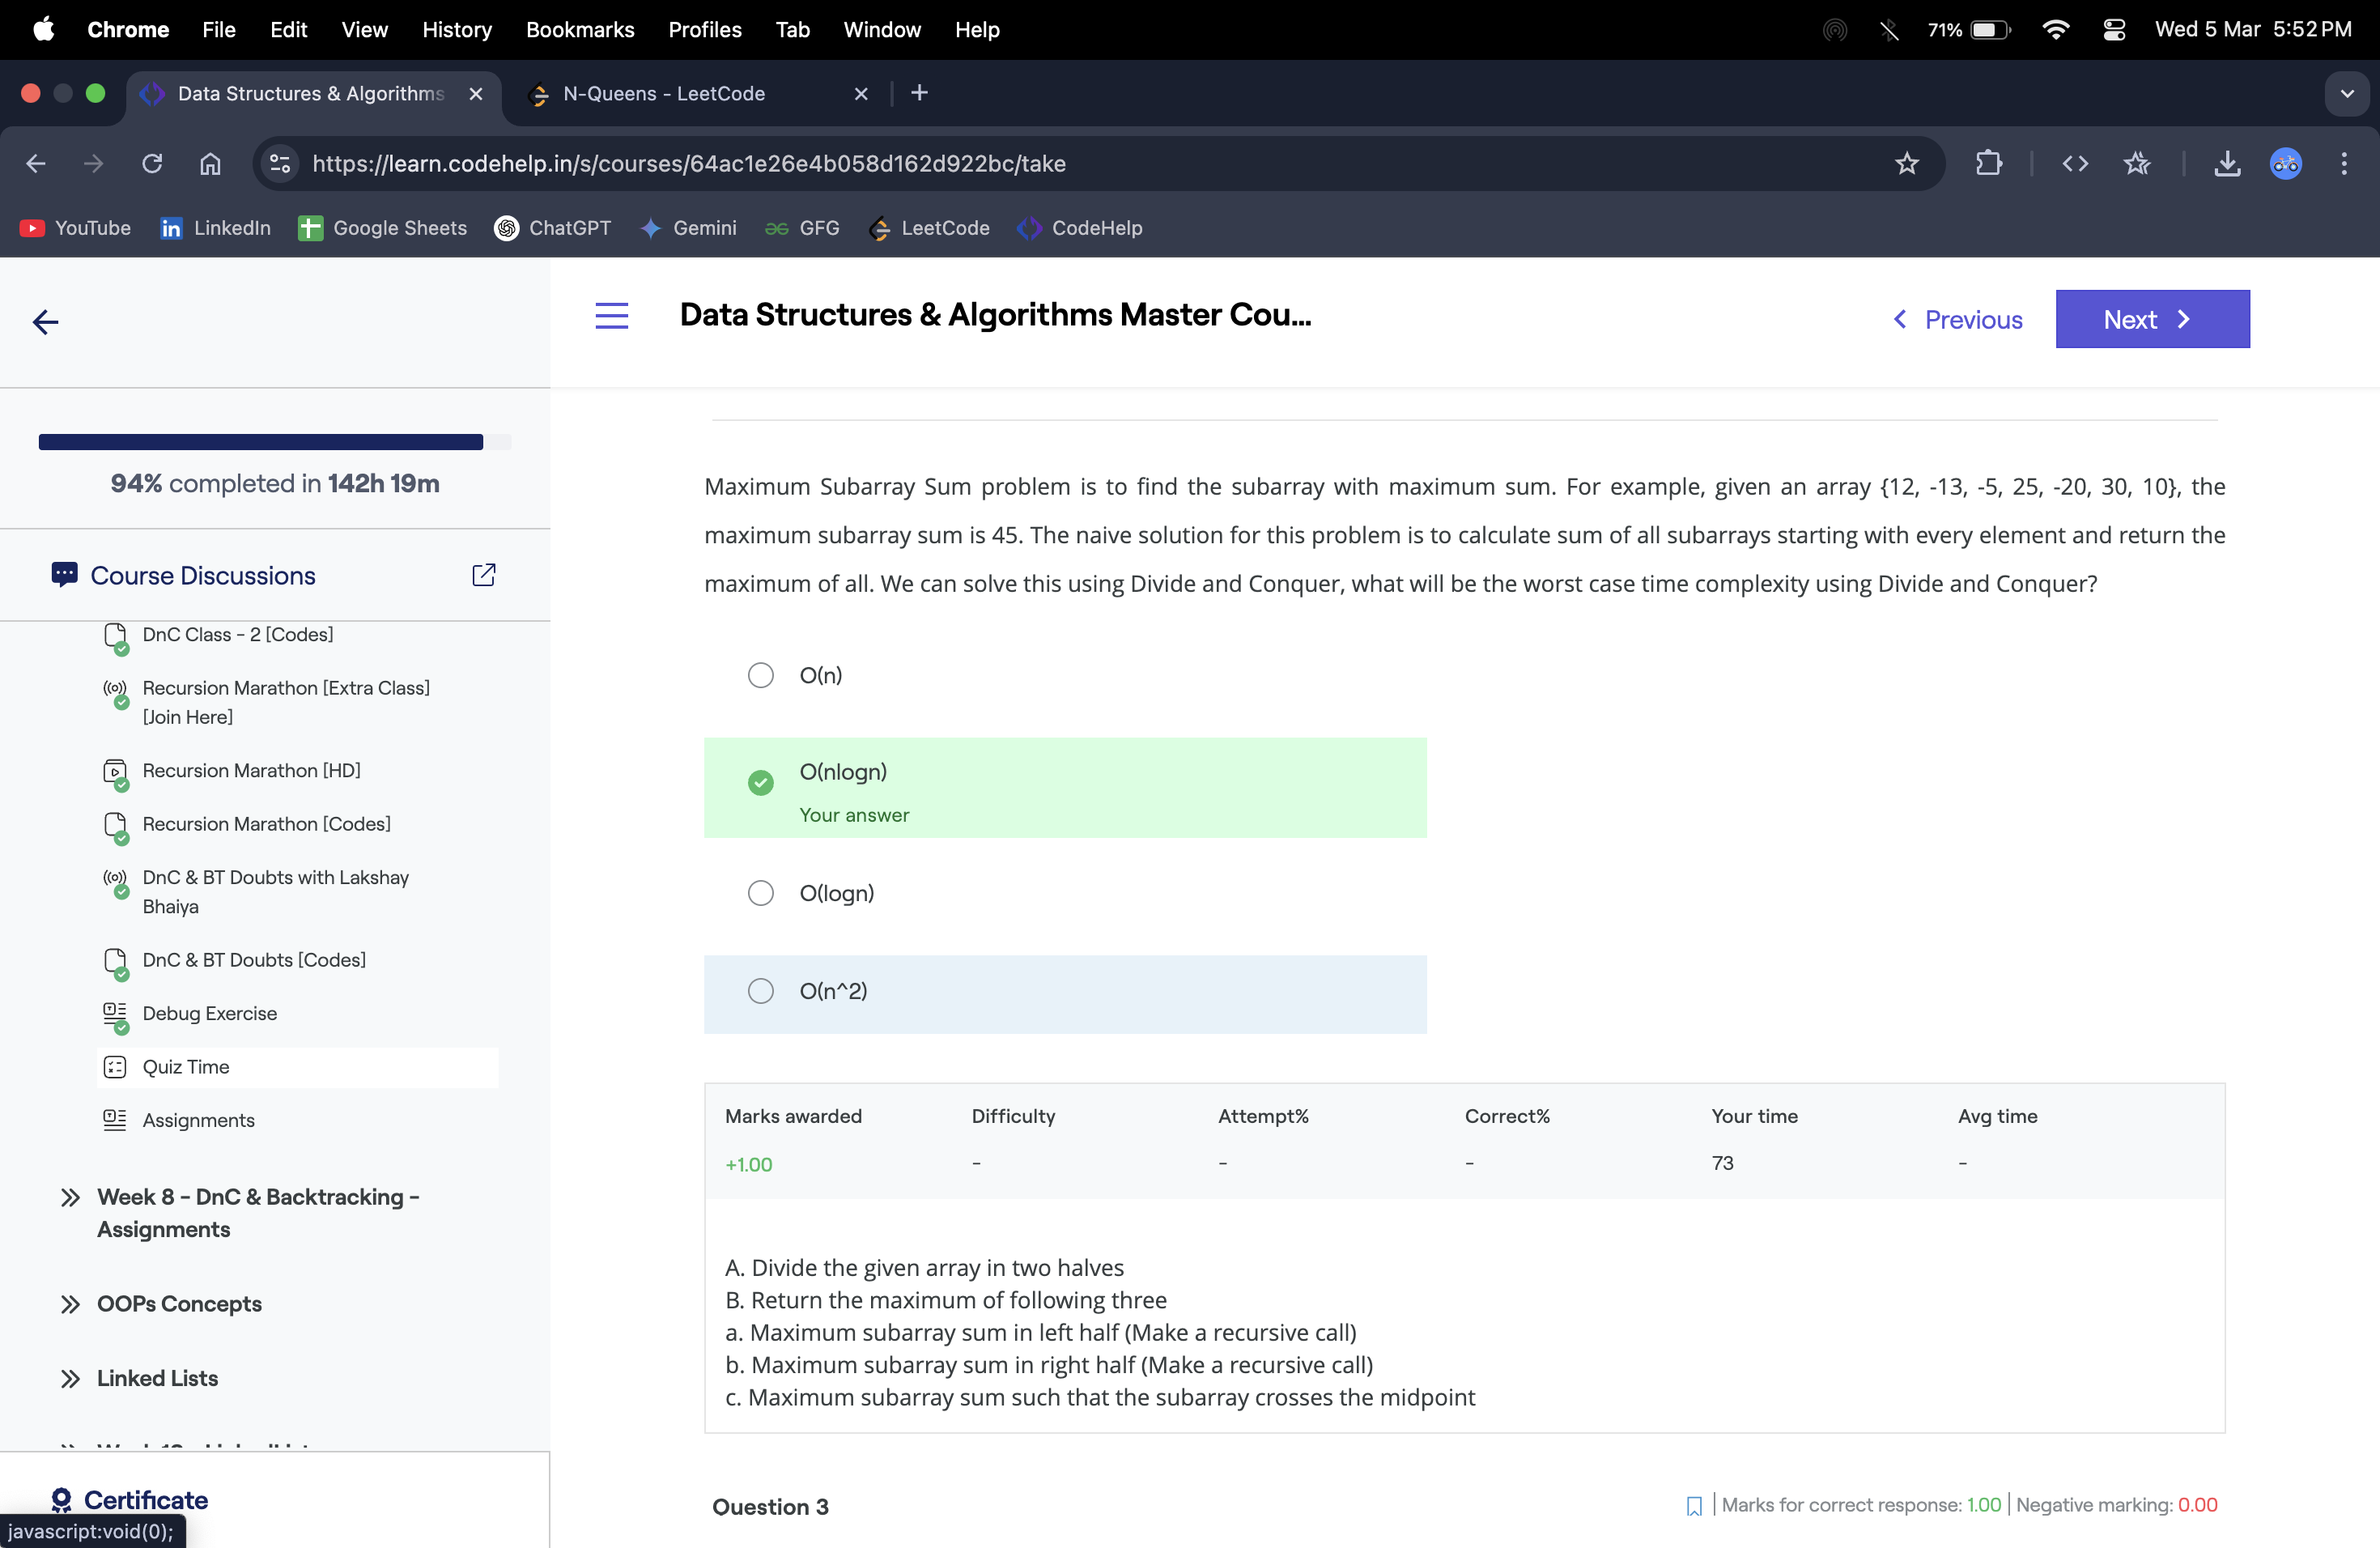 Chrome File Edit View History Bookmarks Profiles Tab Window Help 71% Wed 5 Mar 5:52 PM
Data Structures & Algorithms N-Queens - LeetCode
https://learn.codehelp.in/s/courses/64ac1e26e4b058d162d922bc/take
YouTube LinkedIn Google Sheets ChatGPT Gemini GFG LeetCode CodeHelp
Data Structures & Algorithms Master Cou... Previous Next
94% completed in 142h 19m
Course Discussions
DnC Class - 2 [Codes]
Recursion Marathon [Extra Class]
[Join Here]
Recursion Marathon [HD]
Recursion Marathon [Codes]
DnC & BT Doubts with Lakshay
Bhaiya
DnC & BT Doubts [Codes]
Debug Exercise
Quiz Time
Assignments
Week 8 - DnC & Backtracking -
Assignments
OOPs Concepts
Linked Lists
Certificate
javascript:void(0);
Maximum Subarray Sum problem is to find the subarray with maximum sum. For example, given an array {12, -13, -5, 25, -20, 30, 10}, the
maximum subarray sum is 45. The naive solution for this problem is to calculate sum of all subarrays starting with every element and return the
maximum of all. We can solve this using Divide and Conquer, what will be the worst case time complexity using Divide and Conquer?
O(n)
O(nlogn)
Your answer
O(logn)
O(n^2)
Marks awarded Difficulty Attempt% Correct% Your time Avg time
+1.00 - - - 73 -
A. Divide the given array in two halves
B. Return the maximum of following three
a. Maximum subarray sum in left half (Make a recursive call)
b. Maximum subarray sum in right half (Make a recursive call)
c. Maximum subarray sum such that the subarray crosses the midpoint
Question 3 Marks for correct response: 1.00 | Negative marking: 0.00